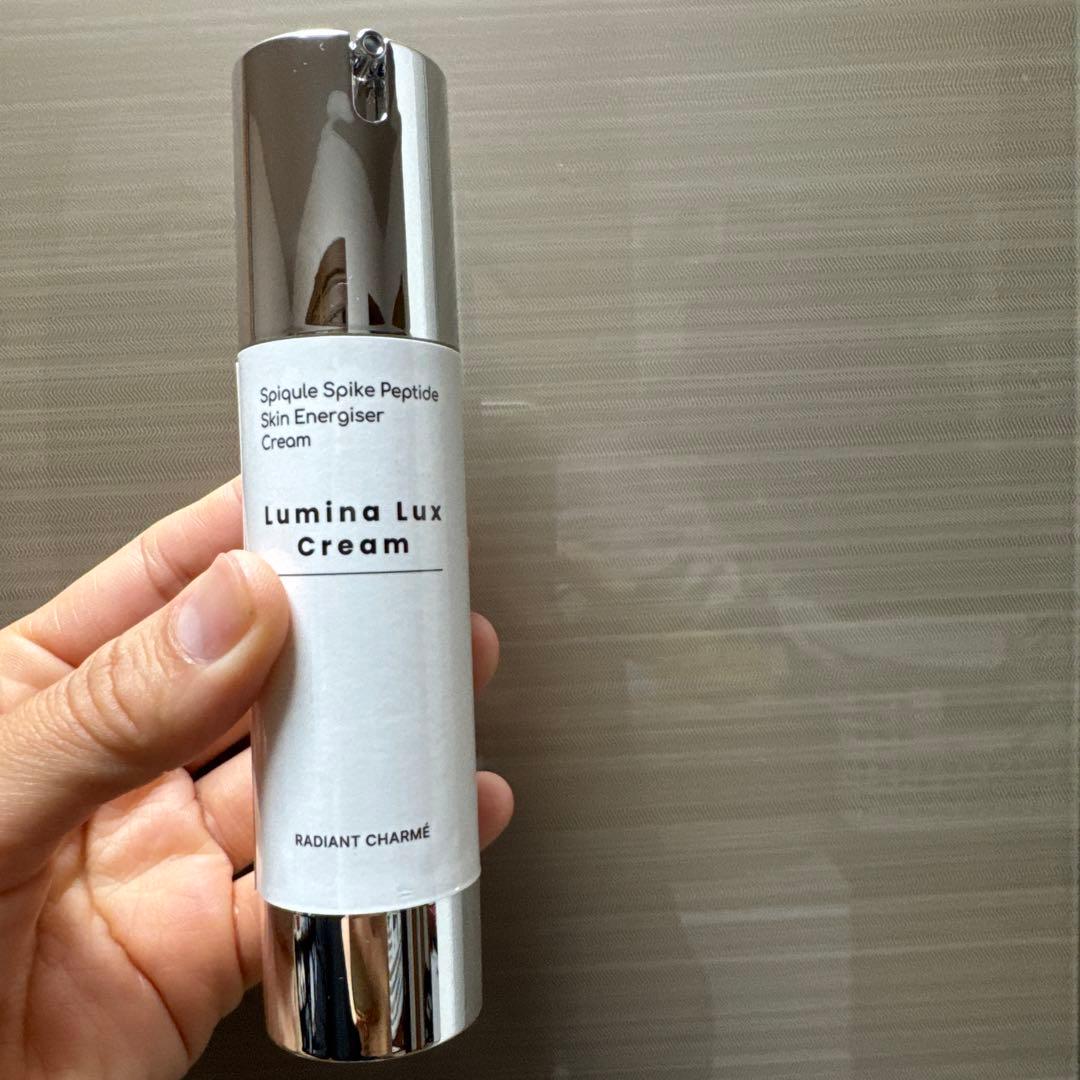 Spiqule Spike Peptide
Skin Energiser
Cream
Lumina Lux
Cream
RADIANT CHARMÉ